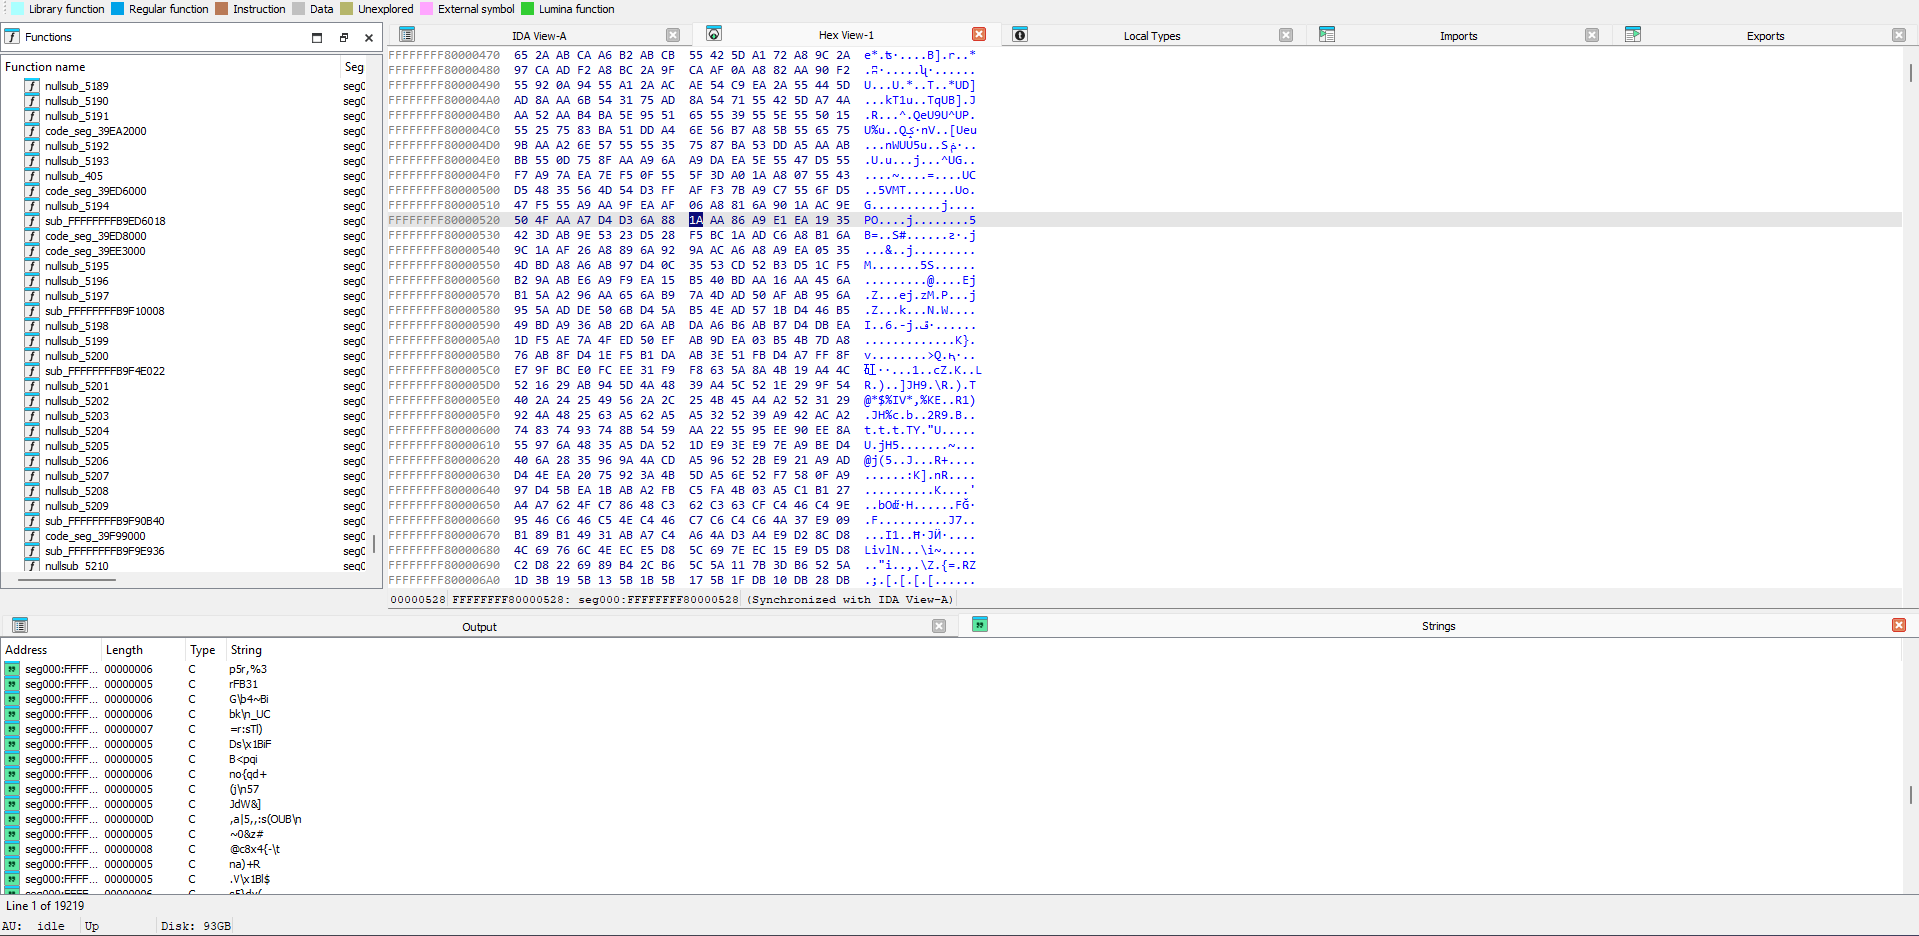 Library function Regular function Instruction Data Unexplored External symbol Lumina function
Functions
Function name Seg
nullsub_5189 seg0
nullsub_5190 seg0
nullsub_5191 seg0
code_seg_39EA2000 seg0
nullsub_5192 seg0
nullsub_5193 seg0
nullsub_405 seg0
code_seg_39ED6000 seg0
nullsub_5194 seg0
sub_FFFFFFFFB9ED6018 seg0
code_seg_39ED8000 seg0
code_seg_39EE3000 seg0
nullsub_5195 seg0
nullsub_5196 seg0
nullsub_5197 seg0
sub_FFFFFFFFB9F10008 seg0
nullsub_5198 seg0
nullsub_5199 seg0
nullsub_5200 seg0
sub_FFFFFFFFB9F4E022 seg0
nullsub_5201 seg0
nullsub_5202 seg0
nullsub_5203 seg0
nullsub_5204 seg0
nullsub_5205 seg0
nullsub_5206 seg0
nullsub_5207 seg0
nullsub_5208 seg0
nullsub_5209 seg0
sub_FFFFFFFFB9F90B40 seg0
code_seg_39F99000 seg0
sub_FFFFFFFFB9F9E936 seg0
nullsub_5210 seg0
IDA View-A Hex View-1 Local Types Imports Exports
FFFFFFFF80000470 65 2A AB CA A6 B2 AB CB 55 42 5D A1 72 A8 9C 2A
FFFFFFFF80000480 97 CA AD F2 A8 BC 2A 9F CA AF 0A A8 82 AA 90 F2
FFFFFFFF80000490 55 92 0A 94 55 A1 2A AC AE 54 C9 EA 2A 55 44 5D U...U.*..T..*UD]
FFFFFFFF800004A0 AD 8A AA 6B 54 31 75 AD 8A 54 71 55 42 5D A7 4A ...kT1u..TqUB].J
FFFFFFFF800004B0 AA 52 AA B4 BA 5E 95 51 65 55 39 55 5E 55 50 15 .R...^.QeU9U^UP.
FFFFFFFF800004C0 55 25 75 83 BA 51 DD A4 6E 56 B7 A8 5B 55 65 75
FFFFFFFF800004D0 9B AA A2 6E 57 55 55 35 75 87 BA 53 DD A5 AA AB
FFFFFFFF800004E0 BB 55 0D 75 8F AA A9 6A A9 DA EA 5E 55 47 D5 55 .U.u...j...^UG..
FFFFFFFF800004F0 F7 A9 7A EA 7E F5 0F 55 5F 3D A0 1A A8 07 55 43 ....~....=....UC
FFFFFFFF80000500 D5 48 35 56 4D 54 D3 FF AF F3 7B A9 C7 55 6F D5 ..5VMT.......Uo.
FFFFFFFF80000510 47 F5 55 A9 AA 9F EA AF 06 A8 81 6A 90 1A AC 9E G..........j....
FFFFFFFF80000520 50 4F AA A7 D4 D3 6A 88 1A AA 86 A9 E1 EA 19 35 PO....j........5
FFFFFFFF80000530 42 3D AB 9E 53 23 D5 28 F5 BC 1A AD C6 A8 B1 6A
FFFFFFFF80000540 9C 1A AF 26 A8 89 6A 92 9A AC A6 A8 A9 EA 05 35 ...&..j.........
FFFFFFFF80000550 4D BD A8 A6 AB 97 D4 0C 35 53 CD 52 B3 D5 1C F5 M.......5S......
FFFFFFFF80000560 B2 9A AB E6 A9 F9 EA 15 B5 40 BD AA 16 AA 45 6A .........@....Ej
FFFFFFFF80000570 B1 5A A2 96 AA 65 6A B9 7A 4D AD 50 AF AB 95 6A .Z...ej.zM.P...j
FFFFFFFF80000580 95 5A AD DE 50 6B D4 5A B5 4E AD 57 1B D4 46 B5 .Z...k...N.W....
FFFFFFFF80000590 49 BD A9 36 AB 2D 6A AB DA A6 B6 AB B7 D4 DB EA
FFFFFFFF800005A0 1D F5 AE 7A 4F ED 50 EF AB 9D EA 03 B5 4B 7D A8 .............K}.
FFFFFFFF800005B0 76 AB 8F D4 1E F5 B1 DA AB 3E 51 FB D4 A7 FF 8F
FFFFFFFF800005C0 E7 9F BC E0 FC EE 31 F9 F8 63 5A 8A 4B 19 A4 4C
FFFFFFFF800005D0 52 16 29 AB 94 5D 4A 48 39 A4 5C 52 1E 29 9F 54 R.)..]JH9.\R.).T
FFFFFFFF800005E0 40 2A 24 25 49 56 2A 2C 25 4B 45 A4 A2 52 31 29 @*$%IV*,%KE..R1)
FFFFFFFF800005F0 92 4A 48 25 63 A5 62 A5 A5 32 52 39 A9 42 AC A2 .JH%c.b..2R9.B..
FFFFFFFF80000600 74 83 74 93 74 8B 54 59 AA 22 55 95 EE 90 EE 8A t.t.t.TY."U.....
FFFFFFFF80000610 55 97 6A 48 35 A5 DA 52 1D E9 3E E9 7E A9 BE D4 U.jH5.......~...
FFFFFFFF80000620 40 6A 28 35 96 9A 4A CD A5 96 52 2B E9 21 A9 AD @j(5..J...R+....
FFFFFFFF80000630 D4 4E EA 20 75 92 3A 4B 5D A5 6E 52 F7 58 0F A9 ......:K].nR....
FFFFFFFF80000640 97 D4 5B EA 1B AB A2 FB C5 FA 4B 03 A5 C1 B1 27 ..........K....'
FFFFFFFF80000650 A4 A7 62 4F C7 86 48 C3 62 C3 63 CF C4 46 C4 9E
FFFFFFFF80000660 95 46 C6 46 C5 4E C4 46 C7 C6 C4 C6 4A 37 E9 09 .F..........J7..
FFFFFFFF80000670 B1 89 B1 49 31 AB A7 C4 A6 4A D3 A4 E9 D2 8C D8
FFFFFFFF80000680 4C 69 76 6C 4E EC E5 D8 5C 69 7E EC 15 E9 D5 D8 LivlN...\i~.....
FFFFFFFF80000690 C2 D8 22 69 89 B4 2C B6 5C 5A 11 7B 3D B6 52 5A .."i..,.\Z.{=.RZ
FFFFFFFF800006A0 1D 3B 19 5B 13 5B 1B 5B 17 5B 1F DB 10 DB 28 DB .;.[.[.[.[......
00000528 FFFFFFFF80000528: seg000:FFFFFFFF80000528 (Synchronized with IDA View-A)
Output Strings
Address Length Type String
seg000:FFFF... 00000006 C p5r,%3
seg000:FFFF... 00000005 C rFB31
seg000:FFFF... 00000006 C G\b4~Bi
seg000:FFFF... 00000006 C bk\n_UC
seg000:FFFF... 00000007 C =r:sTl)
seg000:FFFF... 00000005 C Ds\x1BiF
seg000:FFFF... 00000005 C B<pqi
seg000:FFFF... 00000006 C no{qd+
seg000:FFFF... 00000005 C (j\n57
seg000:FFFF... 00000005 C JdW&]
seg000:FFFF... 0000000D C ,a|5,,:s(OUB\n
seg000:FFFF... 00000005 C ~0&z#
seg000:FFFF... 00000008 C @c8x4{-\t
seg000:FFFF... 00000005 C na)+R
seg000:FFFF... 00000005 C .V\x1Bl$
Line 1 of 19219
AU: idle Up Disk: 93GB